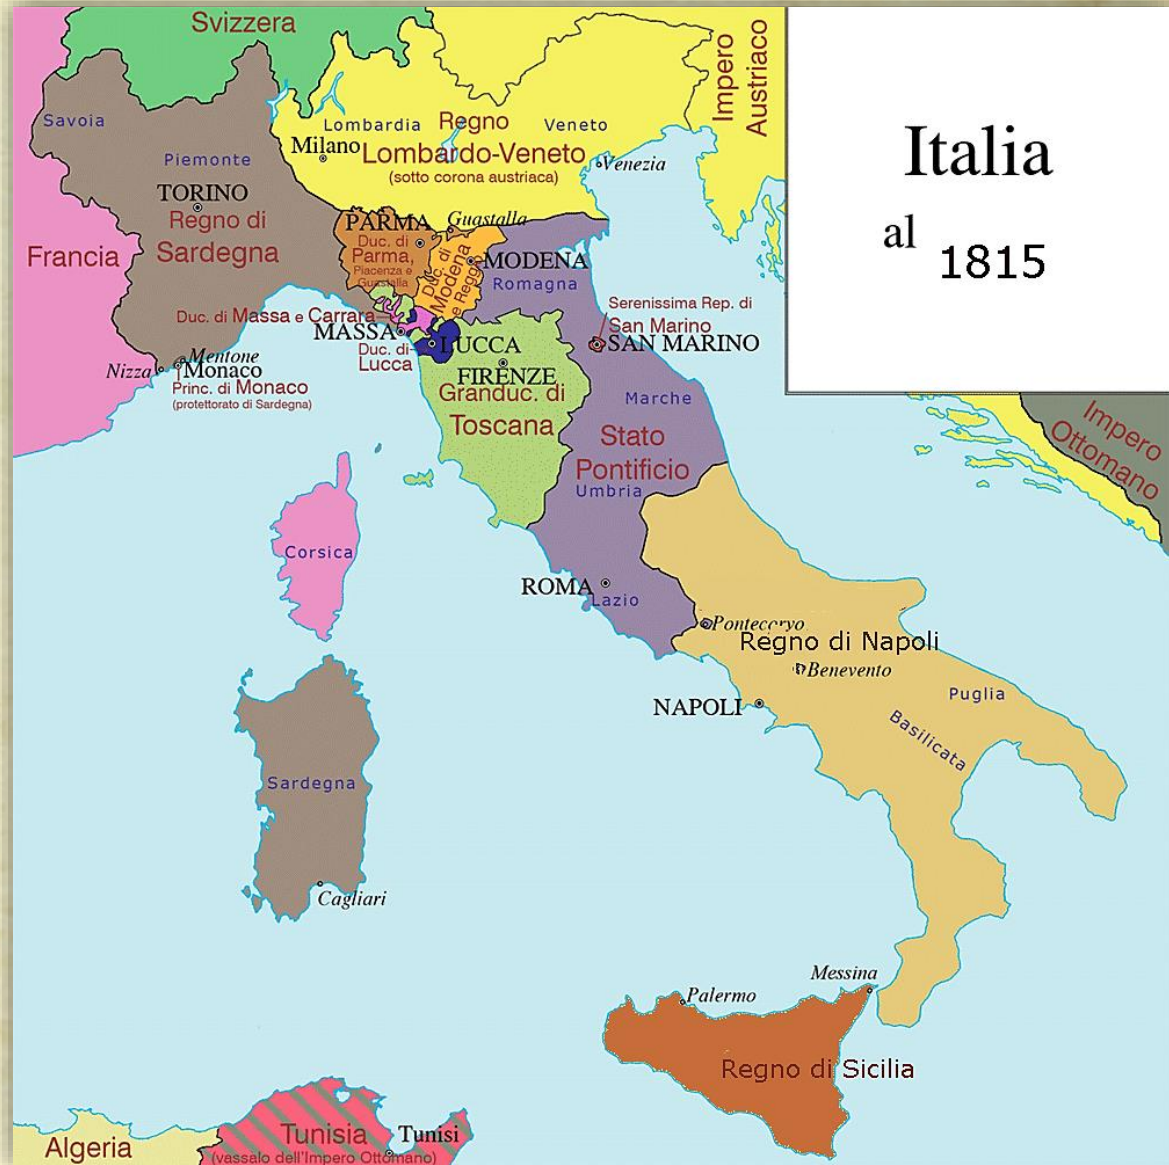 Svizzera
Impero
Austriaco
Italia
al 1815
Savoia
Lombardia
Regno
Veneto
Milano
Lombardo-Veneto
(sotto corona austriaca)
Venezia
Piemonte
TORINO
Regno di
Sardegna
Francia
PARMA
Guastalla
Duc. di
Parma,
Piacenza e
Guastalla
Duc. di
Modena
e Reggio
MODENA
Romagna
Duc. di Massa e Carrara
MASSA
Duc. di
Lucca
LUCCA
Serenissima Rep. di
San Marino
SAN MARINO
FIRENZE
Granduc. di
Toscana
Nizza
Mentone
Monaco
Princ. di Monaco
(protettorato di Sardegna)
Marche
Stato
Pontificio
Umbria
Impero
Ottomano
Corsica
ROMA
Lazio
Pontecorvo
Regno di Napoli
Benevento
NAPOLI
Puglia
Basilicata
Sardegna
Cagliari
Messina
Palermo
Regno di Sicilia
Algeria
Tunisia
Tunisi
(vassalo dell'Impero Ottomano)